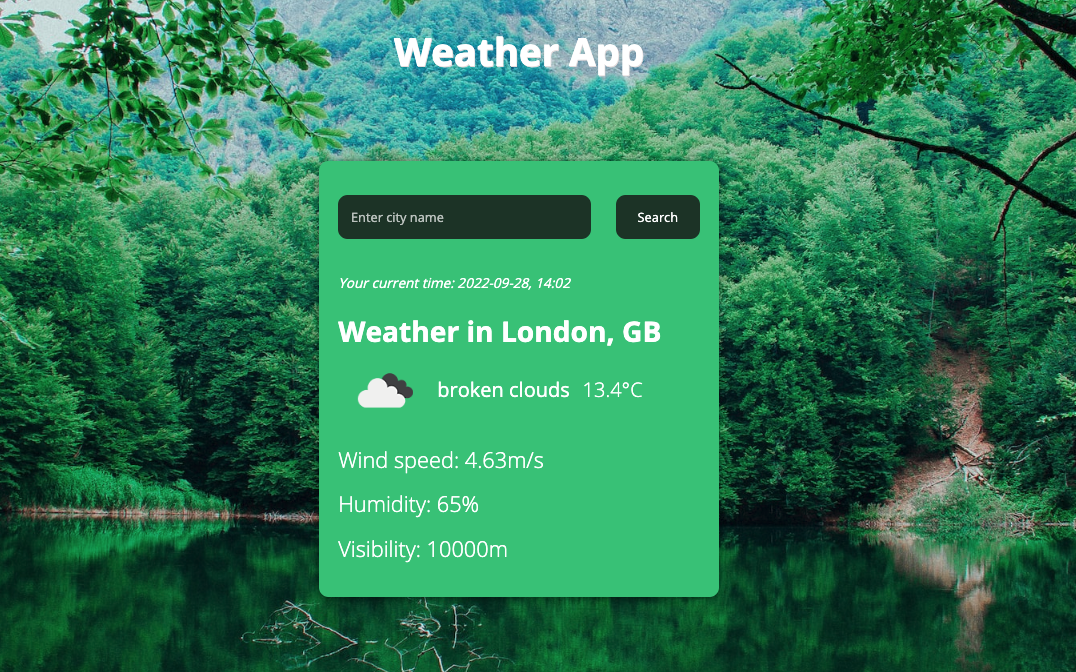 Weather App
Enter city name
Search
Your current time: 2022-09-28, 14:02
Weather in London, GB
broken clouds 13.4°C
Wind speed: 4.63m/s
Humidity: 65%
Visibility: 10000m